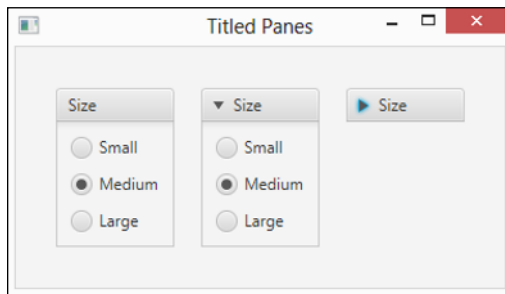 Titled Panes
Size Size Size
Small Small
Medium Medium
Large Large